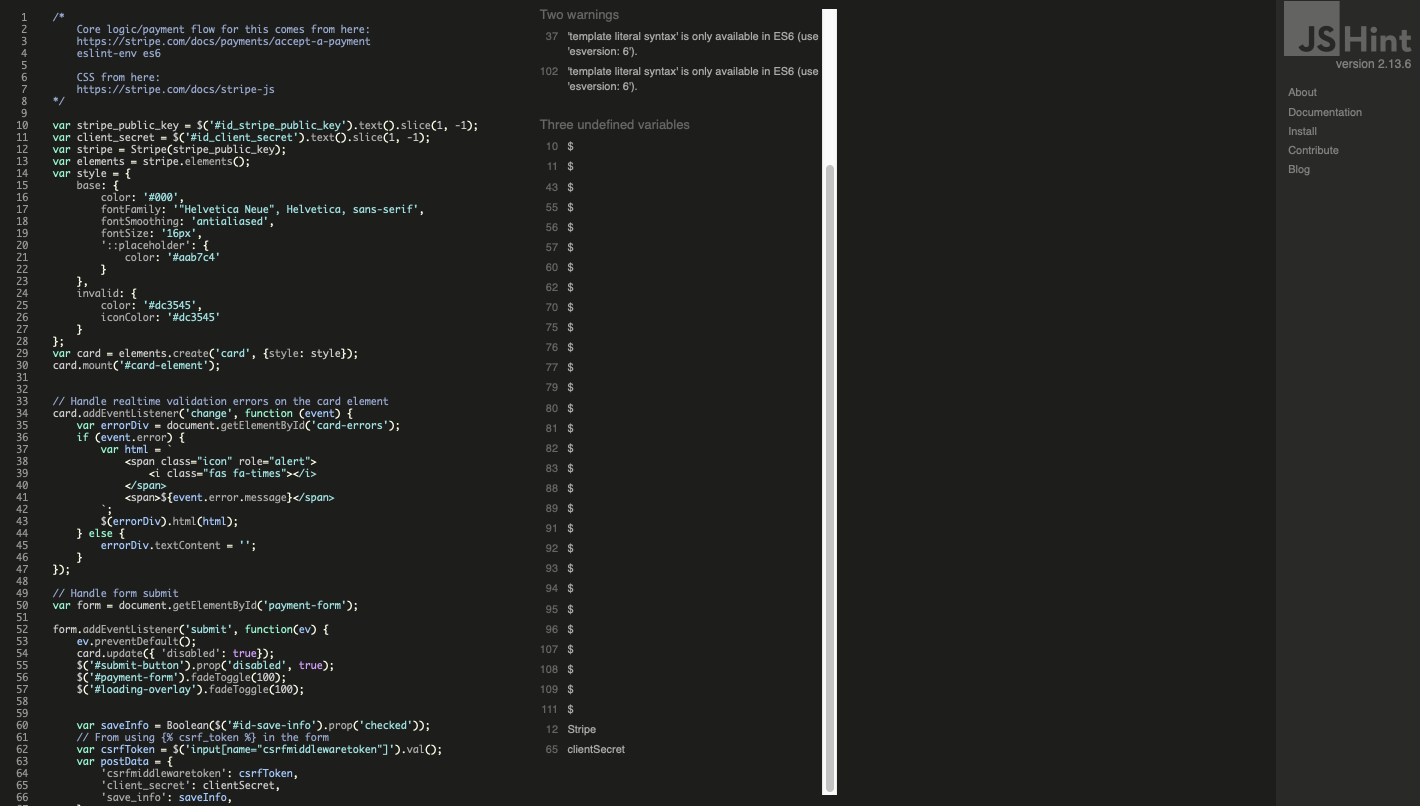 1 /*
2 Core logic/payment flow for this comes from here:
3 https://stripe.com/docs/payments/accept-a-payment
4 eslint-env es6
5
6 CSS from here:
7 https://stripe.com/docs/stripe-js
8 */
9
10 var stripe_public_key = $('#id_stripe_public_key').text().slice(1, -1);
11 var client_secret = $('#id_client_secret').text().slice(1, -1);
12 var stripe = Stripe(stripe_public_key);
13 var elements = stripe.elements();
14 var style = {
15 base: {
16 color: '#000',
17 fontFamily: '"Helvetica Neue", Helvetica, sans-serif',
18 fontSmoothing: 'antialiased',
19 fontSize: '16px',
20 '::placeholder': {
21 color: '#aab7c4'
22 }
23 },
24 invalid: {
25 color: '#dc3545',
26 iconColor: '#dc3545'
27 }
28 };
29 var card = elements.create('card', {style: style});
30 card.mount('#card-element');
31
32
33 // Handle realtime validation errors on the card element
34 card.addEventListener('change', function (event) {
35 var errorDiv = document.getElementById('card-errors');
36 if (event.error) {
37 var html = `
38 <span class="icon" role="alert">
39 <i class="fas fa-times"></i>
40 </span>
41 <span>${event.error.message}</span>
42 `;
43 $(errorDiv).html(html);
44 } else {
45 errorDiv.textContent = '';
46 }
47 });
48
49 // Handle form submit
50 var form = document.getElementById('payment-form');
51
52 form.addEventListener('submit', function(ev) {
53 ev.preventDefault();
54 card.update({ 'disabled': true});
55 $('#submit-button').prop('disabled', true);
56 $('#payment-form').fadeToggle(100);
57 $('#loading-overlay').fadeToggle(100);
58
59
60 var saveInfo = Boolean($('#id-save-info').prop('checked'));
61 // From using {% csrf_token %} in the form
62 var csrfToken = $('input[name="csrfmiddlewaretoken"]').val();
63 var postData = {
64 'csrfmiddlewaretoken': csrfToken,
65 'client_secret': clientSecret,
66 'save_info': saveInfo,
Two warnings
37 'template literal syntax' is only available in ES6 (use
'esversion: 6').
102 'template literal syntax' is only available in ES6 (use
'esversion: 6').
Three undefined variables
10 $
11 $
43 $
55 $
56 $
57 $
60 $
62 $
70 $
75 $
76 $
77 $
79 $
80 $
81 $
82 $
83 $
88 $
89 $
91 $
92 $
93 $
94 $
95 $
96 $
107 $
108 $
109 $
111 $
12 Stripe
65 clientSecret
JSHint
version 2.13.6
About
Documentation
Install
Contribute
Blog